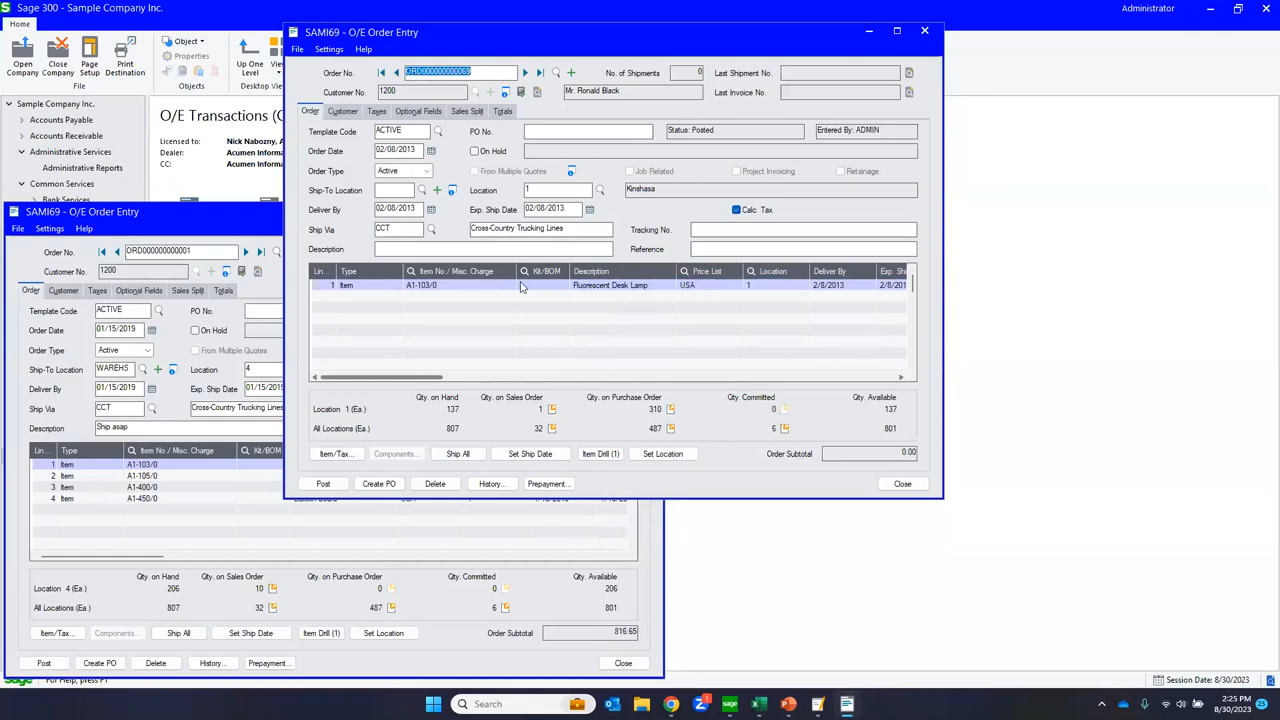 Sage 300 - Sample Company Inc.
Administrator
Home
Open Company
Close Company
Page Setup
Print Destination
Object
Properties
Up One Level
Files
Edit
Desktop View
Sample Company Inc.
Accounts Payable
Accounts Receivable
Administrative Services
Administrative Reports
Common Services
Bank Services
O/E Transactions (
Licensed to: Nick Nabozny, A
Dealer: Acumen Informa
CC: Acumen Informa
SAMI69 - O/E Order Entry
File Settings Help
Order No. ORD000000000069 No. of Shipments 0 Last Shipment No.
Customer No. 1200 Mr. Ronald Black Last Invoice No.
Order Customer Taxes Optional Fields Sales Split Totals
Template Code ACTIVE PO No. Status: Posted Entered By: ADMIN
Order Date 02/08/2013 On Hold
Order Type Active From Multiple Quotes Job Related Project Invoicing Retainage
Ship-To Location Location 1 Kinshasa
Deliver By 02/08/2013 Exp. Ship Date 02/08/2013 Calc. Tax
Ship Via CCT Cross-Country Trucking Lines Tracking No.
Description Reference
Lin... Type Item No./ Misc. Charge Kit/BOM Description Price List Location Deliver By Exp. Shi
1 Item A1-103/0 Fluorescent Desk Lamp USA 1 2/8/2013 2/8/201
Qty. on Hand Qty. on Sales Order Qty. on Purchase Order Qty. Committed Qty. Available
Location 1 (Ea.) 137 1 310 0 137
All Locations (Ea.) 807 32 487 6 801
Item/Tax... Components... Ship All Set Ship Date Item Drill (1) Set Location Order Subtotal 0.00
Post Create PO Delete History... Prepayment... Close
SAMI69 - O/E Order Entry
File Settings Help
Order No. ORD000000000001
Customer No. 1200
Order Customer Taxes Optional Fields Sales Split Totals
Template Code ACTIVE PO No.
Order Date 01/15/2019 On Hold
Order Type Active From Multiple Quotes
Ship-To Location WAREHS Location 4
Deliver By 01/15/2019 Exp. Ship Date 01/15/2019
Ship Via CCT Cross-Country Trucking Lines
Description Ship asap
Lin... Type Item No./ Misc. Charge Kit/BOM
1 Item A1-103/0
2 Item A1-105/0
3 Item A1-400/0
4 Item A1-450/0
Qty. on Hand Qty. on Sales Order Qty. on Purchase Order Qty. Committed Qty. Available
Location 4 (Ea.) 206 10 0 0 206
All Locations (Ea.) 807 32 487 6 801
Item/Tax... Components... Ship All Set Ship Date Item Drill (1) Set Location Order Subtotal 816.65
Post Create PO Delete History... Prepayment... Close
sage For Help, press F1
Session Date: 8/30/2023
Search
2:25 PM
8/30/2023